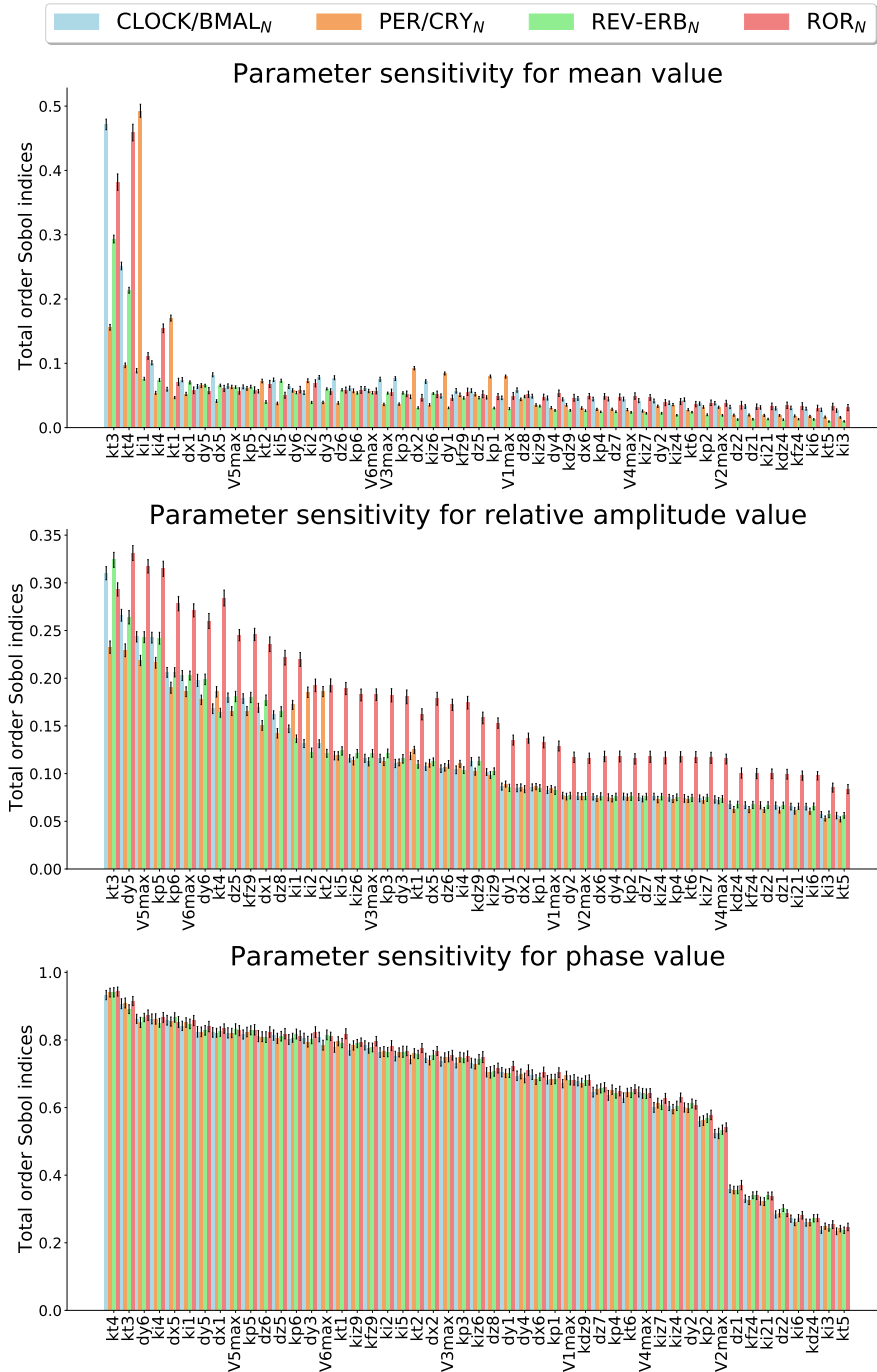 CLOCK/BMAL_N PER/CRY_N REV-ERB_N ROR_N
Parameter sensitivity for mean value
Total order Sobol indices
0.5
0.4
0.3
0.2
0.1
0.0
kt3 kt4 ki1 ki4 kt1 dx1 dy5 dx5 V5max kp5 kt2 ki5 dy6 ki2 dy3 dz6 kp6 V6max V3max kp3 dx2 kiz6 dy1 kfz9 dz5 kp1 V1max dz8 kiz9 dy4 kdz9 dx6 kp4 dz7 V4max kiz7 dy2 kiz4 kt6 kp2 V2max dz2 dz1 ki21 kdz4 kfz4 ki6 kt5 ki3
Parameter sensitivity for relative amplitude value
Total order Sobol indices
0.35
0.30
0.25
0.20
0.15
0.10
0.05
0.00
kt3 dy5 V5max kp5 kp6 V6max dy6 kt4 dz5 kfz9 dx1 dz8 ki1 ki2 kt2 ki5 kiz6 V3max kp3 dy3 kt1 dx5 dz6 ki4 kdz9 kiz9 dy1 dx2 kp1 V1max dy2 V2max dx6 dy4 kp2 dz7 kiz4 kp4 kt6 kiz7 V4max kdz4 kfz4 dz2 dz1 ki21 ki6 ki3 kt5
Parameter sensitivity for phase value
Total order Sobol indices
1.0
0.8
0.6
0.4
0.2
0.0
kt4 kt3 dy6 ki4 dx5 ki1 dy5 dx1 V5max kp5 dz6 dz5 kp6 dy3 V6max kt1 kiz9 kfz9 ki2 ki5 kt2 dx2 V3max kp3 kiz6 dz8 dy1 dy4 dx6 kp1 V1max kdz9 dz7 kp4 kt6 V4max kiz7 kiz4 dy2 kp2 V2max dz1 kfz4 ki21 dz2 ki6 kdz4 ki3 kt5